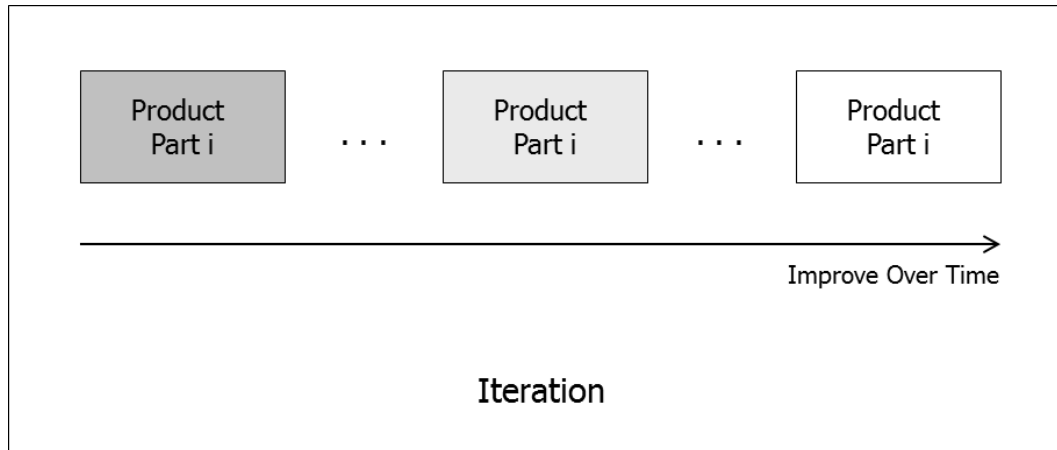 Product
Part i
. . .
Product
Part i
. . .
Product
Part i
Improve Over Time
Iteration